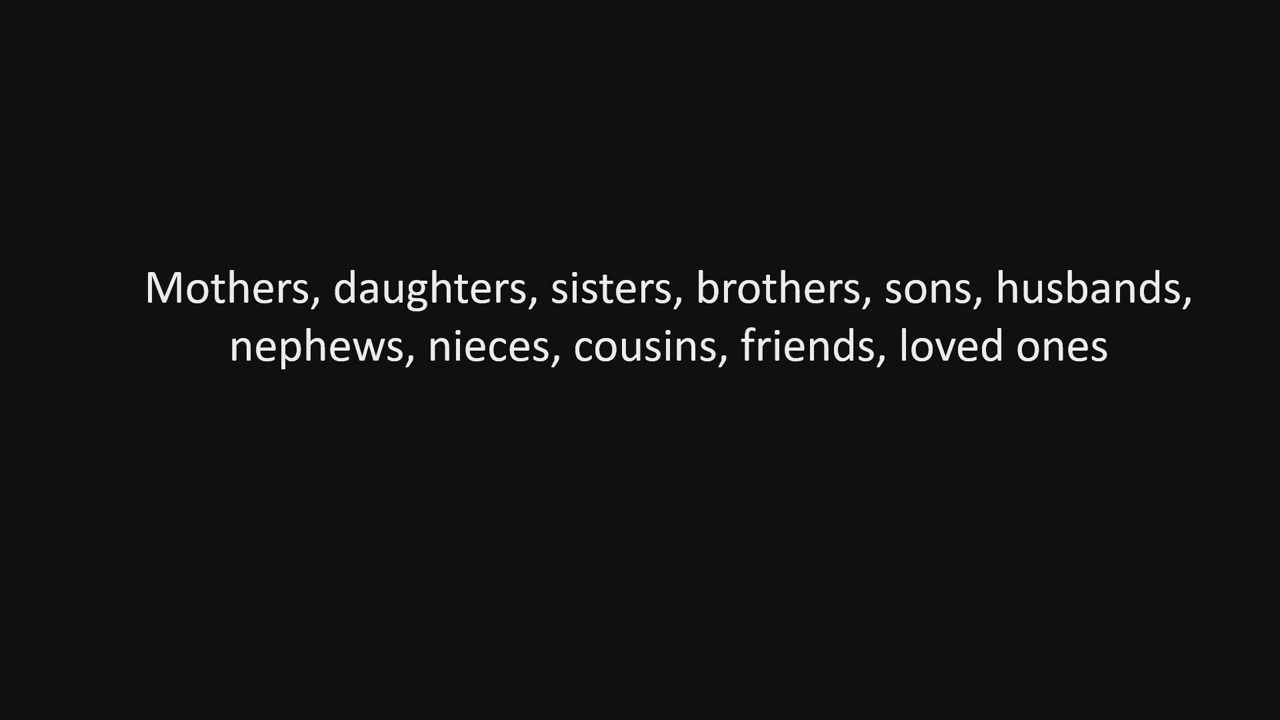 Mothers, daughters, sisters, brothers, sons, husbands,
nephews, nieces, cousins, friends, loved ones